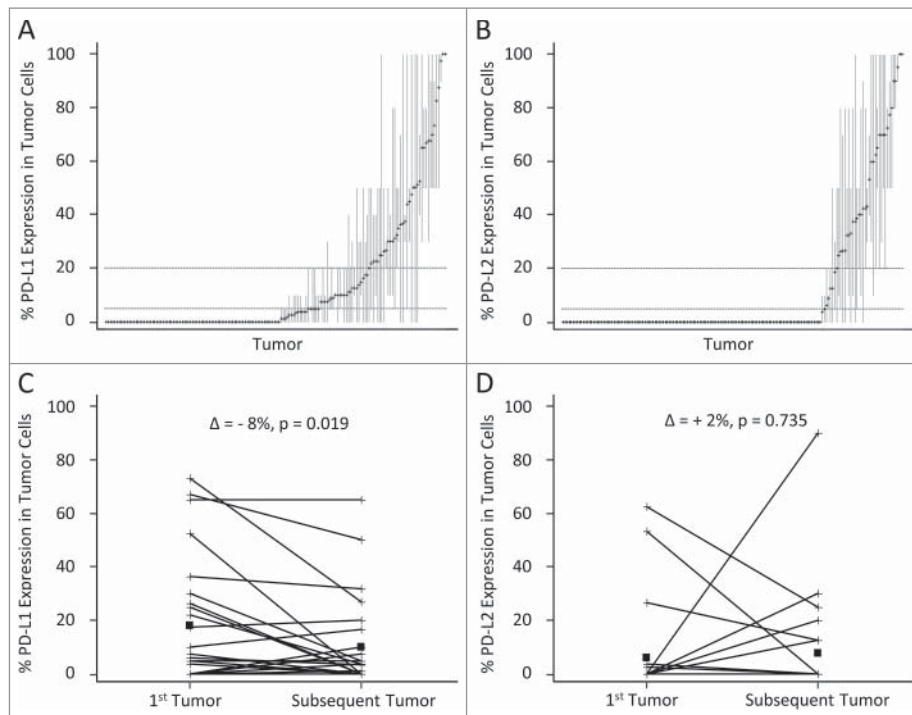 A
% PD-L1 Expression in Tumor Cells
100
80
60
40
20
0
Tumor
B
% PD-L2 Expression in Tumor Cells
100
80
60
40
20
0
Tumor
C
Δ = - 8%, p = 0.019
% PD-L1 Expression in Tumor Cells
100
80
60
40
20
0
1st Tumor
Subsequent Tumor
D
Δ = + 2%, p = 0.735
% PD-L2 Expression in Tumor Cells
100
80
60
40
20
0
1st Tumor
Subsequent Tumor